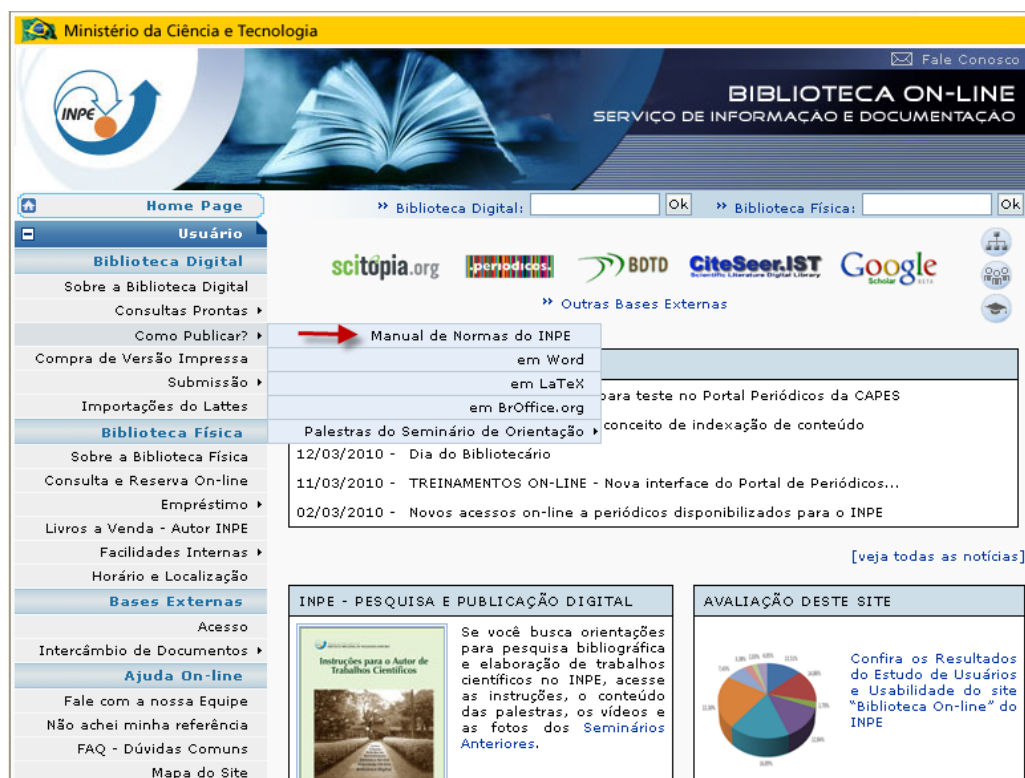 Ministério da Ciência e Tecnologia
Fale Conosco
INPE
BIBLIOTECA ON-LINE
SERVIÇO DE INFORMAÇÃO E DOCUMENTAÇÃO
Home Page
Biblioteca Digital:
Ok
Biblioteca Física:
Ok
Usuário
Biblioteca Digital
Sobre a Biblioteca Digital
Consultas Prontas
Como Publicar?
Compra de Versão Impressa
Submissão
Importações do Lattes
Biblioteca Física
Sobre a Biblioteca Física
Consulta e Reserva On-line
Empréstimo
Livros a Venda - Autor INPE
Facilidades Internas
Horário e Localização
Bases Externas
Acesso
Intercâmbio de Documentos
Ajuda On-line
Fale com a nossa Equipe
Não achei minha referência
FAQ - Dúvidas Comuns
Mapa do Site
scitopia.org
.periodicos.
BDTD
CiteSeer.IST
Scientific Literature Digital Library
Google
Scholar BETA
Outras Bases Externas
Manual de Normas do INPE
em Word
em LaTeX
em BrOffice.org
Palestras do Seminário de Orientação
para teste no Portal Periódicos da CAPES
conceito de indexação de conteúdo
12/03/2010 - Dia do Bibliotecário
11/03/2010 - TREINAMENTOS ON-LINE - Nova interface do Portal de Periódicos...
02/03/2010 - Novos acessos on-line a periódicos disponibilizados para o INPE
[veja todas as notícias]
INPE - PESQUISA E PUBLICAÇÃO DIGITAL
Instruções para o Autor de
Trabalhos Científicos
Se você busca orientações
para pesquisa bibliográfica
e elaboração de trabalhos
científicos no INPE, acesse
as instruções, o conteúdo
das palestras, os vídeos e
as fotos dos Seminários
Anteriores.
AVALIAÇÃO DESTE SITE
Confira os Resultados
do Estudo de Usuários
e Usabilidade do site
"Biblioteca On-line" do
INPE